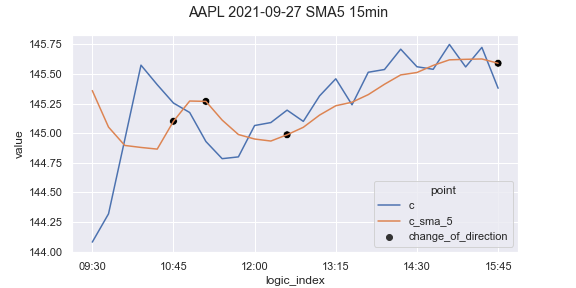 AAPL 2021-09-27 SMA5 15min
145.75
145.50
145.25
145.00
144.75
144.50
144.25
144.00
value
09:30 10:45 12:00 13:15 14:30 15:45
logic_index
point
c
c_sma_5
change_of_direction